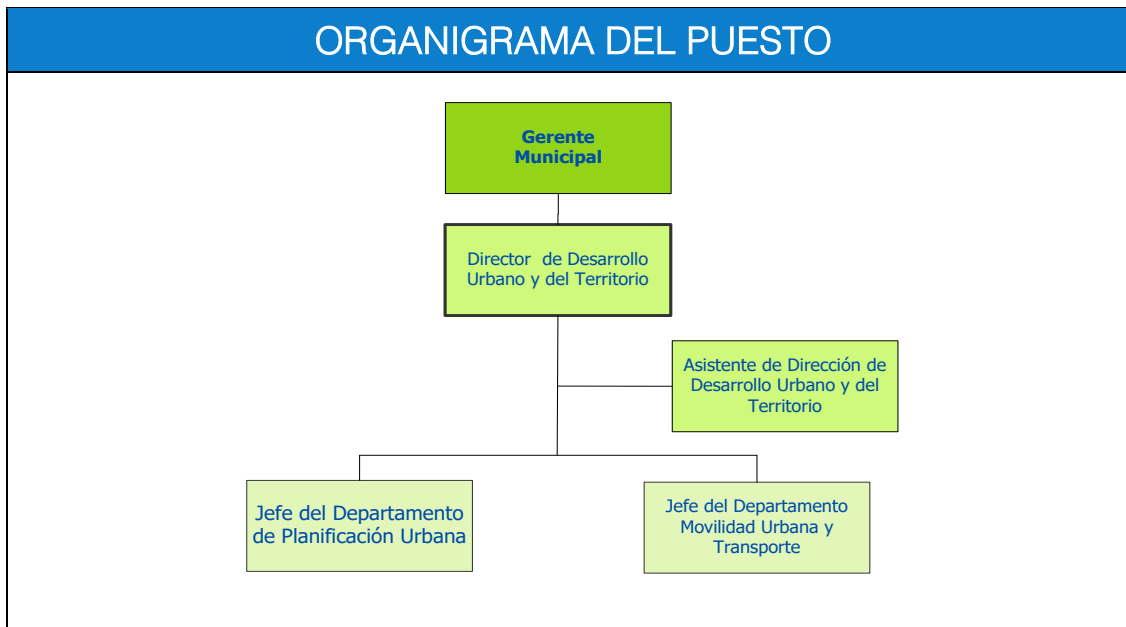 ORGANIGRAMA DEL PUESTO
Gerente
Municipal
Director de Desarrollo
Urbano y del Territorio
Asistente de Dirección de
Desarrollo Urbano y del
Territorio
Jefe del Departamento
de Planificación Urbana
Jefe del Departamento
Movilidad Urbana y
Transporte